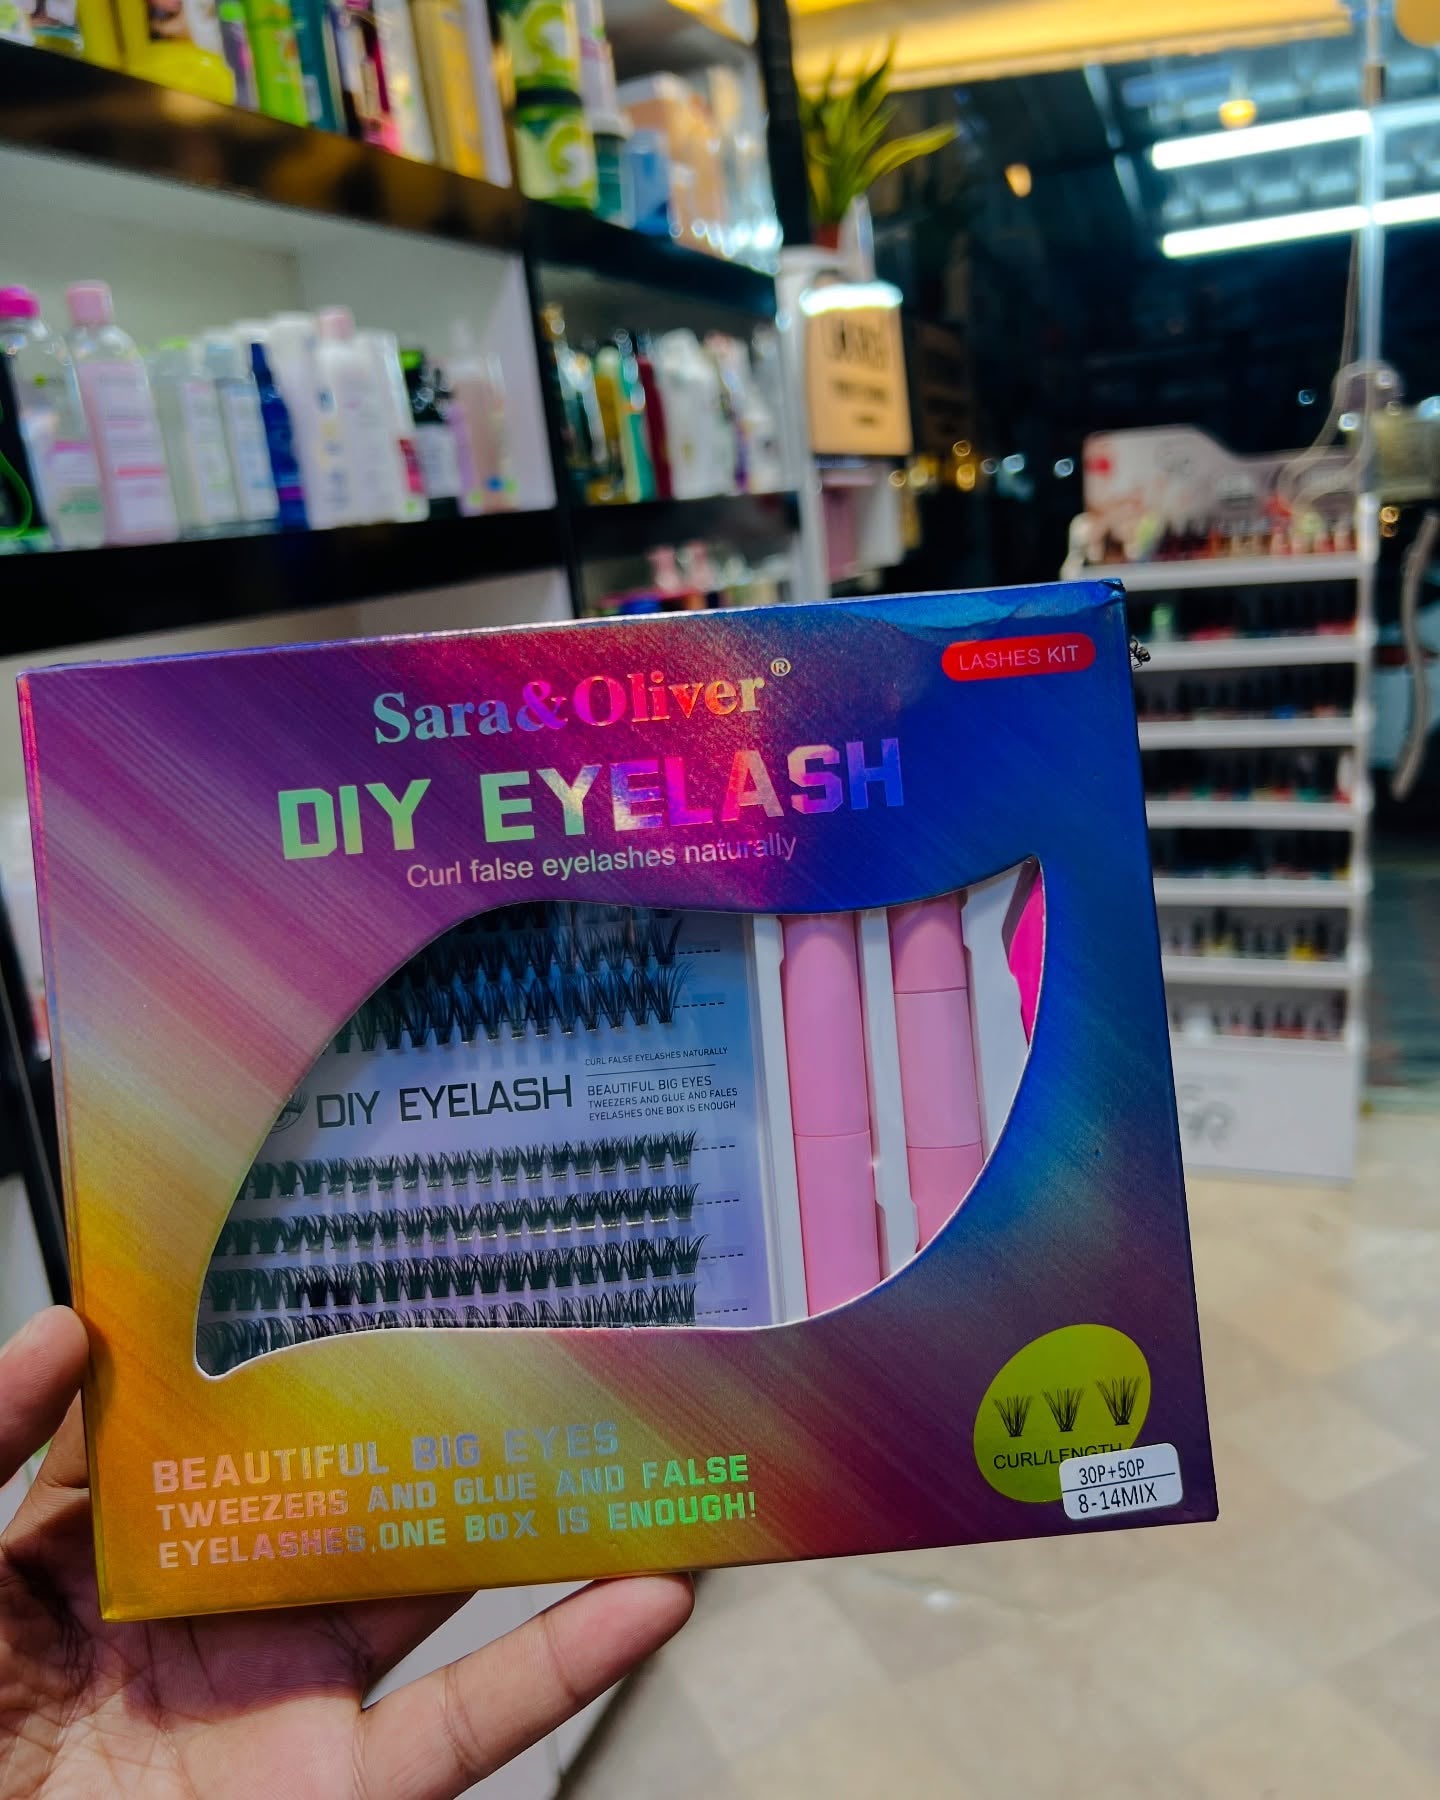 LASHES KIT
Sara&Oliver®
DIY EYELASH
Curl false eyelashes naturally
DIY EYELASH
CURL FALSE EYELASHES NATURALLY
BEAUTIFUL BIG EYES
TWEEZERS AND GLUE AND FALES
EYELASHES ONE BOX IS ENOUGH
BEAUTIFUL BIG EYES
TWEEZERS AND GLUE AND FALSE
EYELASHES,ONE BOX IS ENOUGH!
CURL/LENGTH
30P+50P
8-14MIX